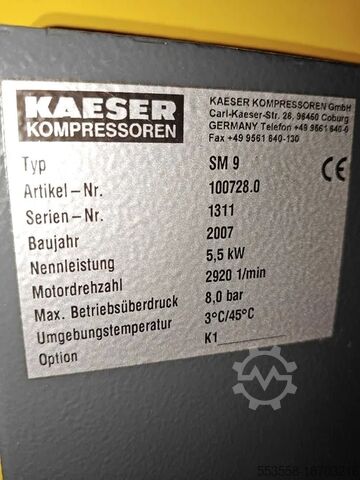 KAESER
KOMPRESSOREN
KAESER KOMPRESSOREN GmbH
Carl-Kaeser-Str. 26, 96450 Coburg
GERMANY Telefon +49 9561 640-0
Fax +49 9561 640-130
Typ SM 9
Artikel-Nr. 100728.0
Serien-Nr. 1311
Baujahr 2007
Nennleistung 5,5 kW
Motordrehzahl 2920 1/min
Max. Betriebsüberdruck 8,0 bar
Umgebungstemperatur 3°C/45°C
Option K1